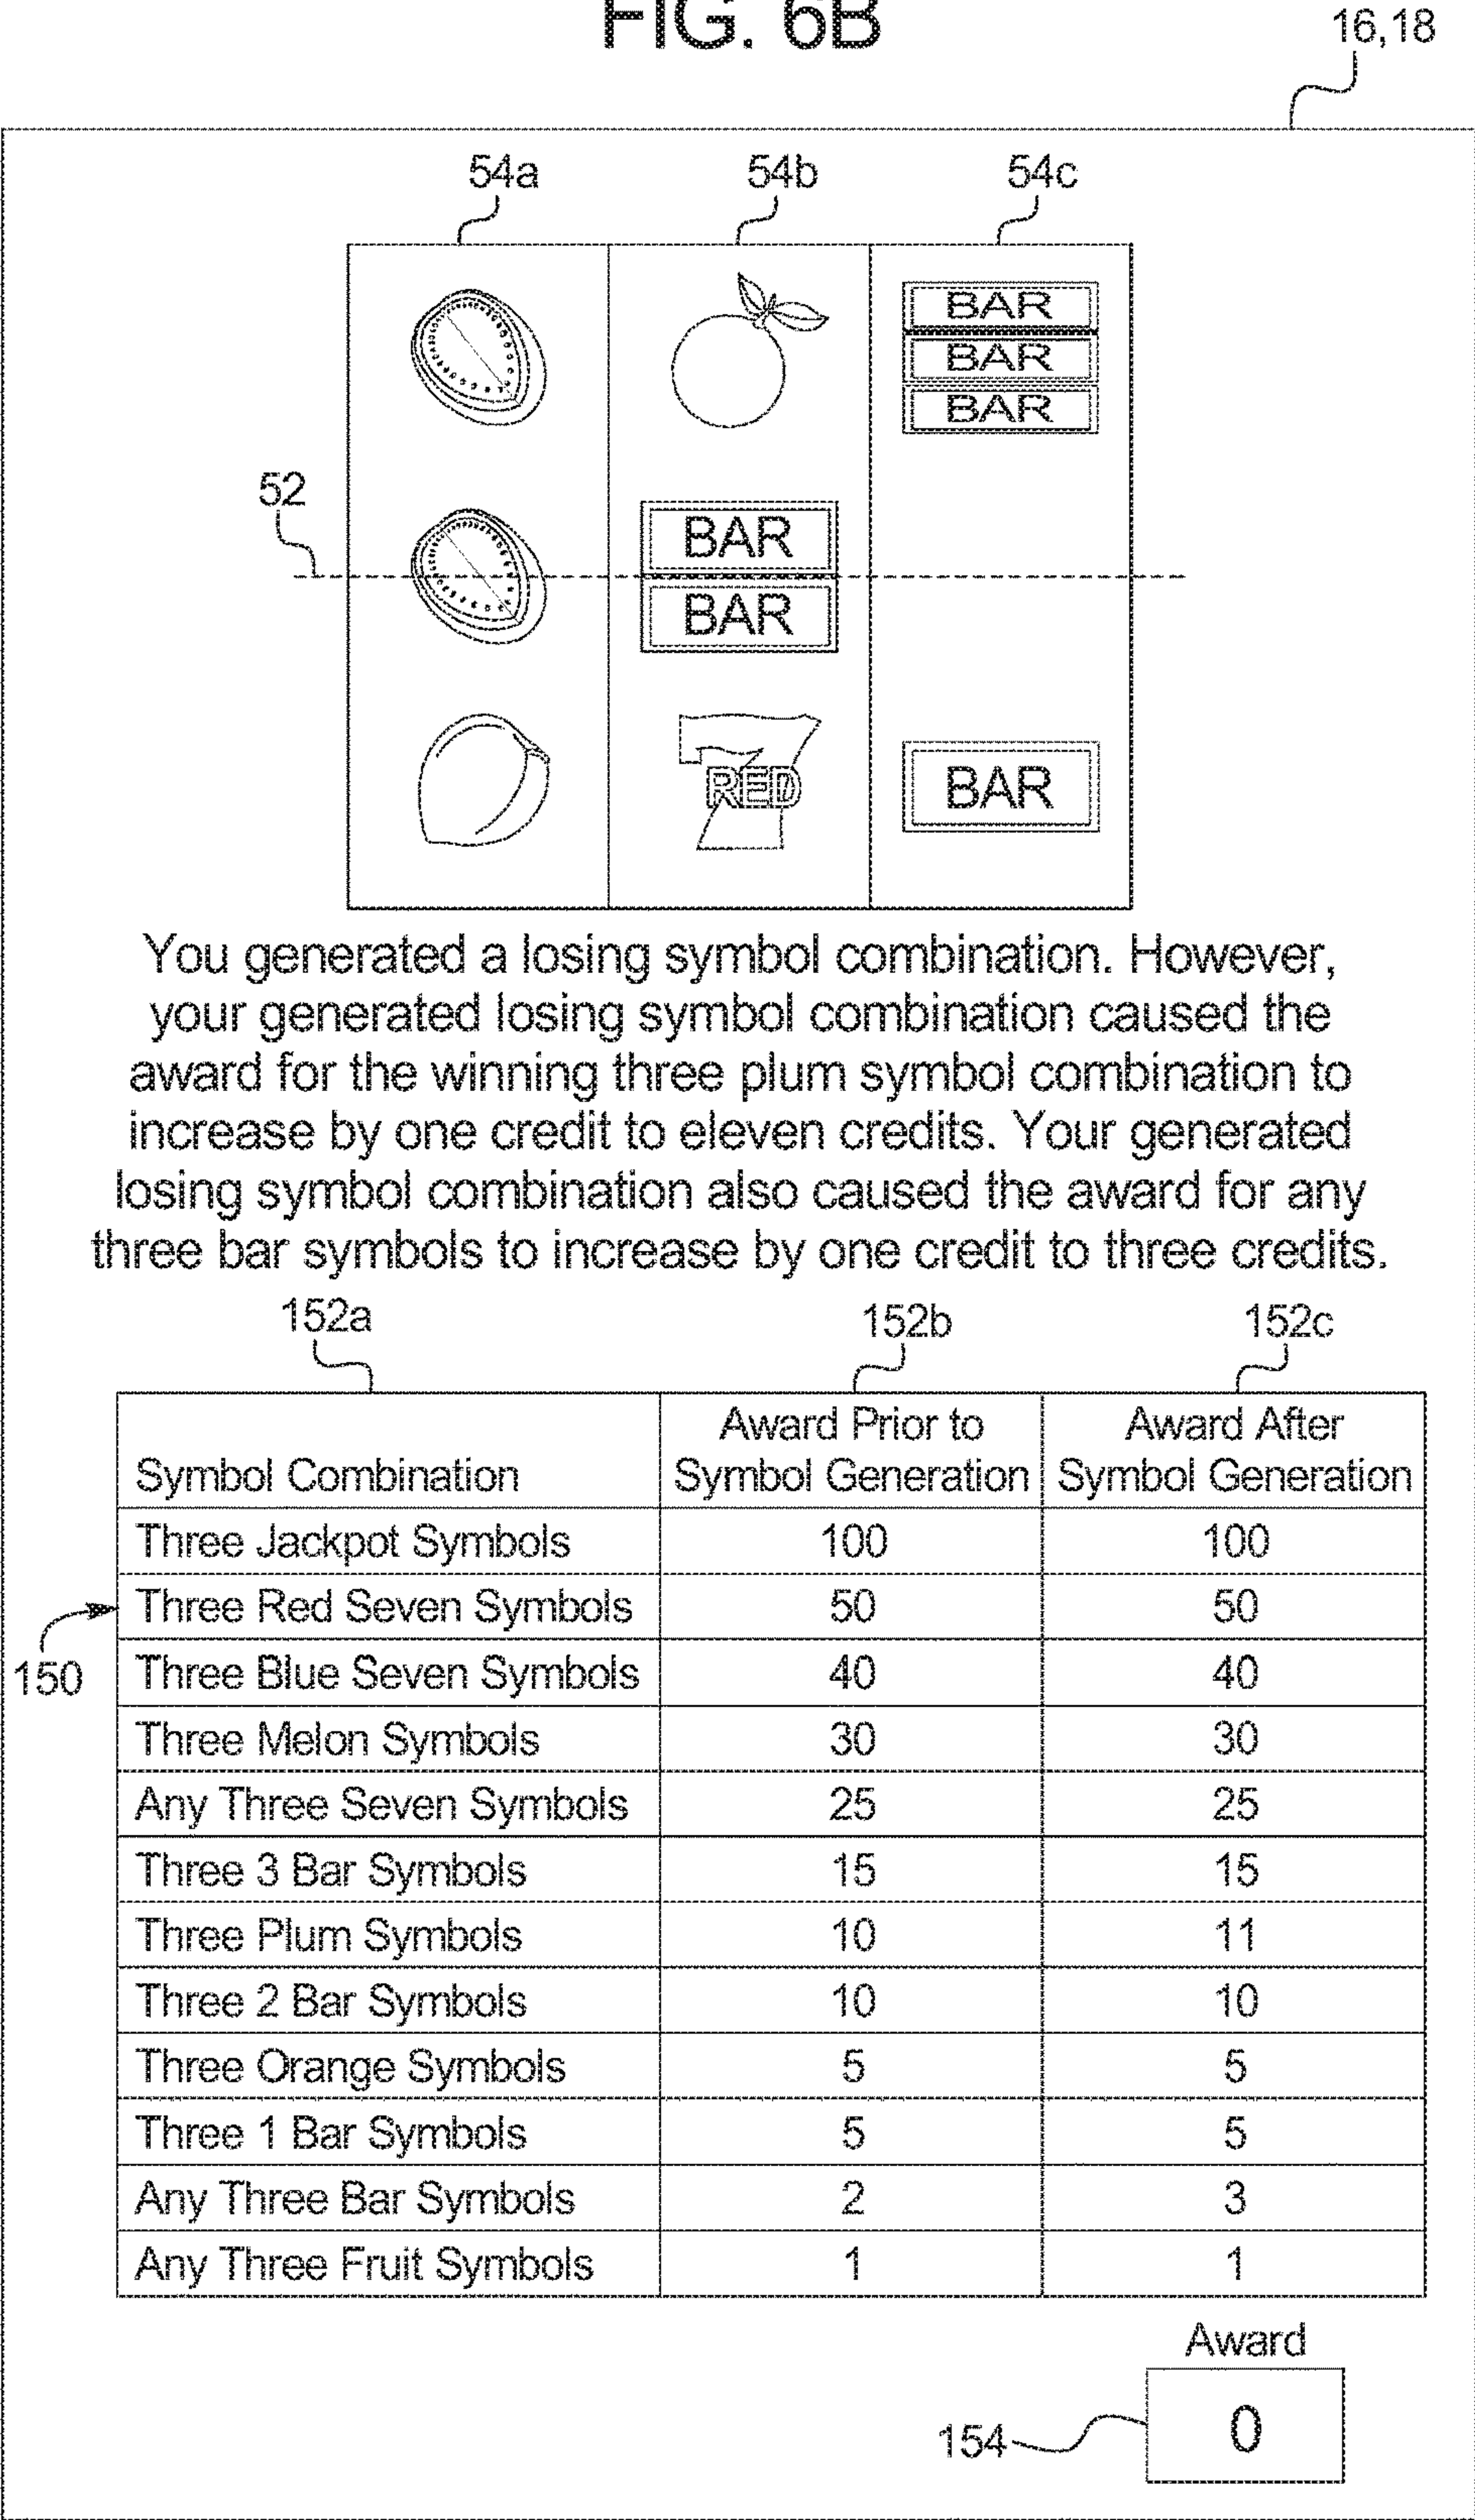 FIG. 6B
16,18
54a 54b 54c
BAR
BAR
BAR
52
BAR
BAR
RED
BAR
You generated a losing symbol combination. However,
your generated losing symbol combination caused the
award for the winning three plum symbol combination to
increase by one credit to eleven credits. Your generated
losing symbol combination also caused the award for any
three bar symbols to increase by one credit to three credits.
152a 152b 152c
Award Prior to Award After
Symbol Combination Symbol Generation Symbol Generation
Three Jackpot Symbols 100 100
Three Red Seven Symbols 50 50
150
Three Blue Seven Symbols 40 40
Three Melon Symbols 30 30
Any Three Seven Symbols 25 25
Three 3 Bar Symbols 15 15
Three Plum Symbols 10 11
Three 2 Bar Symbols 10 10
Three Orange Symbols 5 5
Three 1 Bar Symbols 5 5
Any Three Bar Symbols 2 3
Any Three Fruit Symbols 1 1
Award
154 0